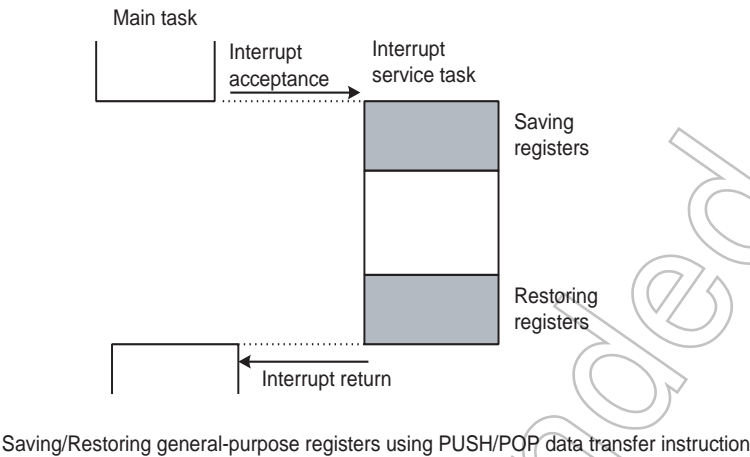 Main task
Interrupt
acceptance
Interrupt
service task
Saving
registers
Restoring
registers
Interrupt return
Saving/Restoring general-purpose registers using PUSH/POP data transfer instruction
nded